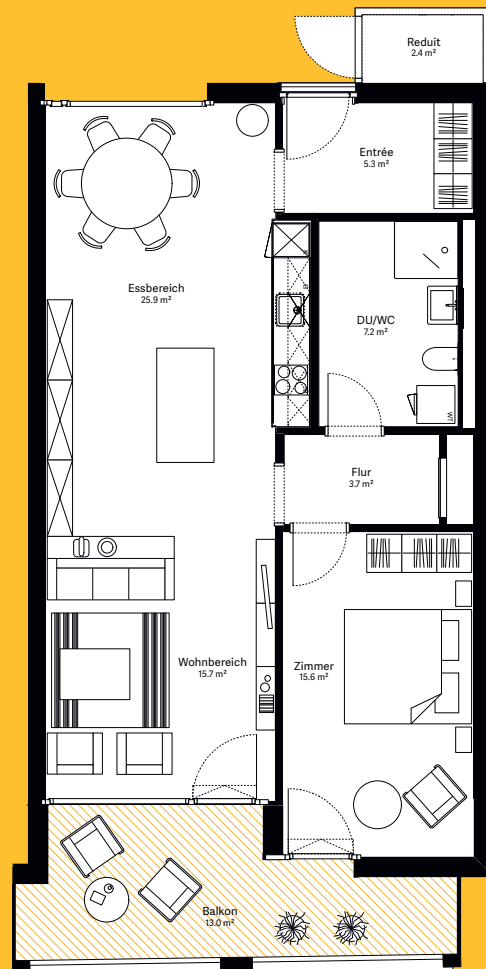 Reduit
2.4 m²
Entrée
5.3 m²
Essbereich
25.9 m²
DU/WC
7.2 m²
WT
Flur
3.7 m²
Wohnbereich
15.7 m²
Zimmer
15.6 m²
Balkon
13.0 m²